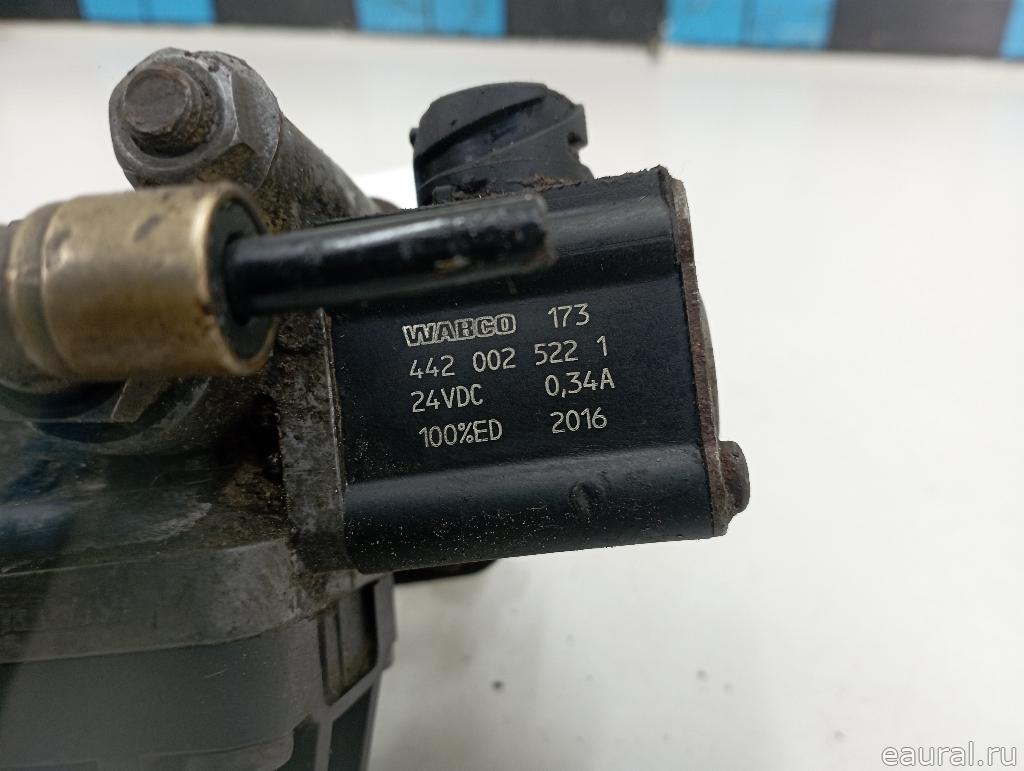 WABCO 173
442 002 522 1
24VDC 0,34A
100%ED 2016
eaural.ru